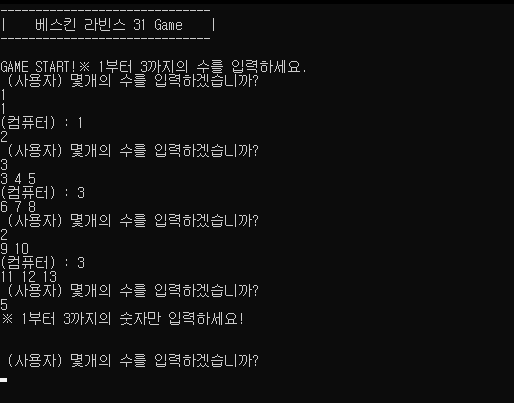 ------------------------------
|    베스킨 라빈스 31 Game    |
------------------------------
GAME START!※ 1부터 3까지의 수를 입력하세요.
(사용자) 몇개의 수를 입력하겠습니까?
1
1
(컴퓨터) : 1
2
(사용자) 몇개의 수를 입력하겠습니까?
3
3 4 5
(컴퓨터) : 3
6 7 8
(사용자) 몇개의 수를 입력하겠습니까?
2
9 10
(컴퓨터) : 3
11 12 13
(사용자) 몇개의 수를 입력하겠습니까?
5
※ 1부터 3까지의 숫자만 입력하세요!
(사용자) 몇개의 수를 입력하겠습니까?